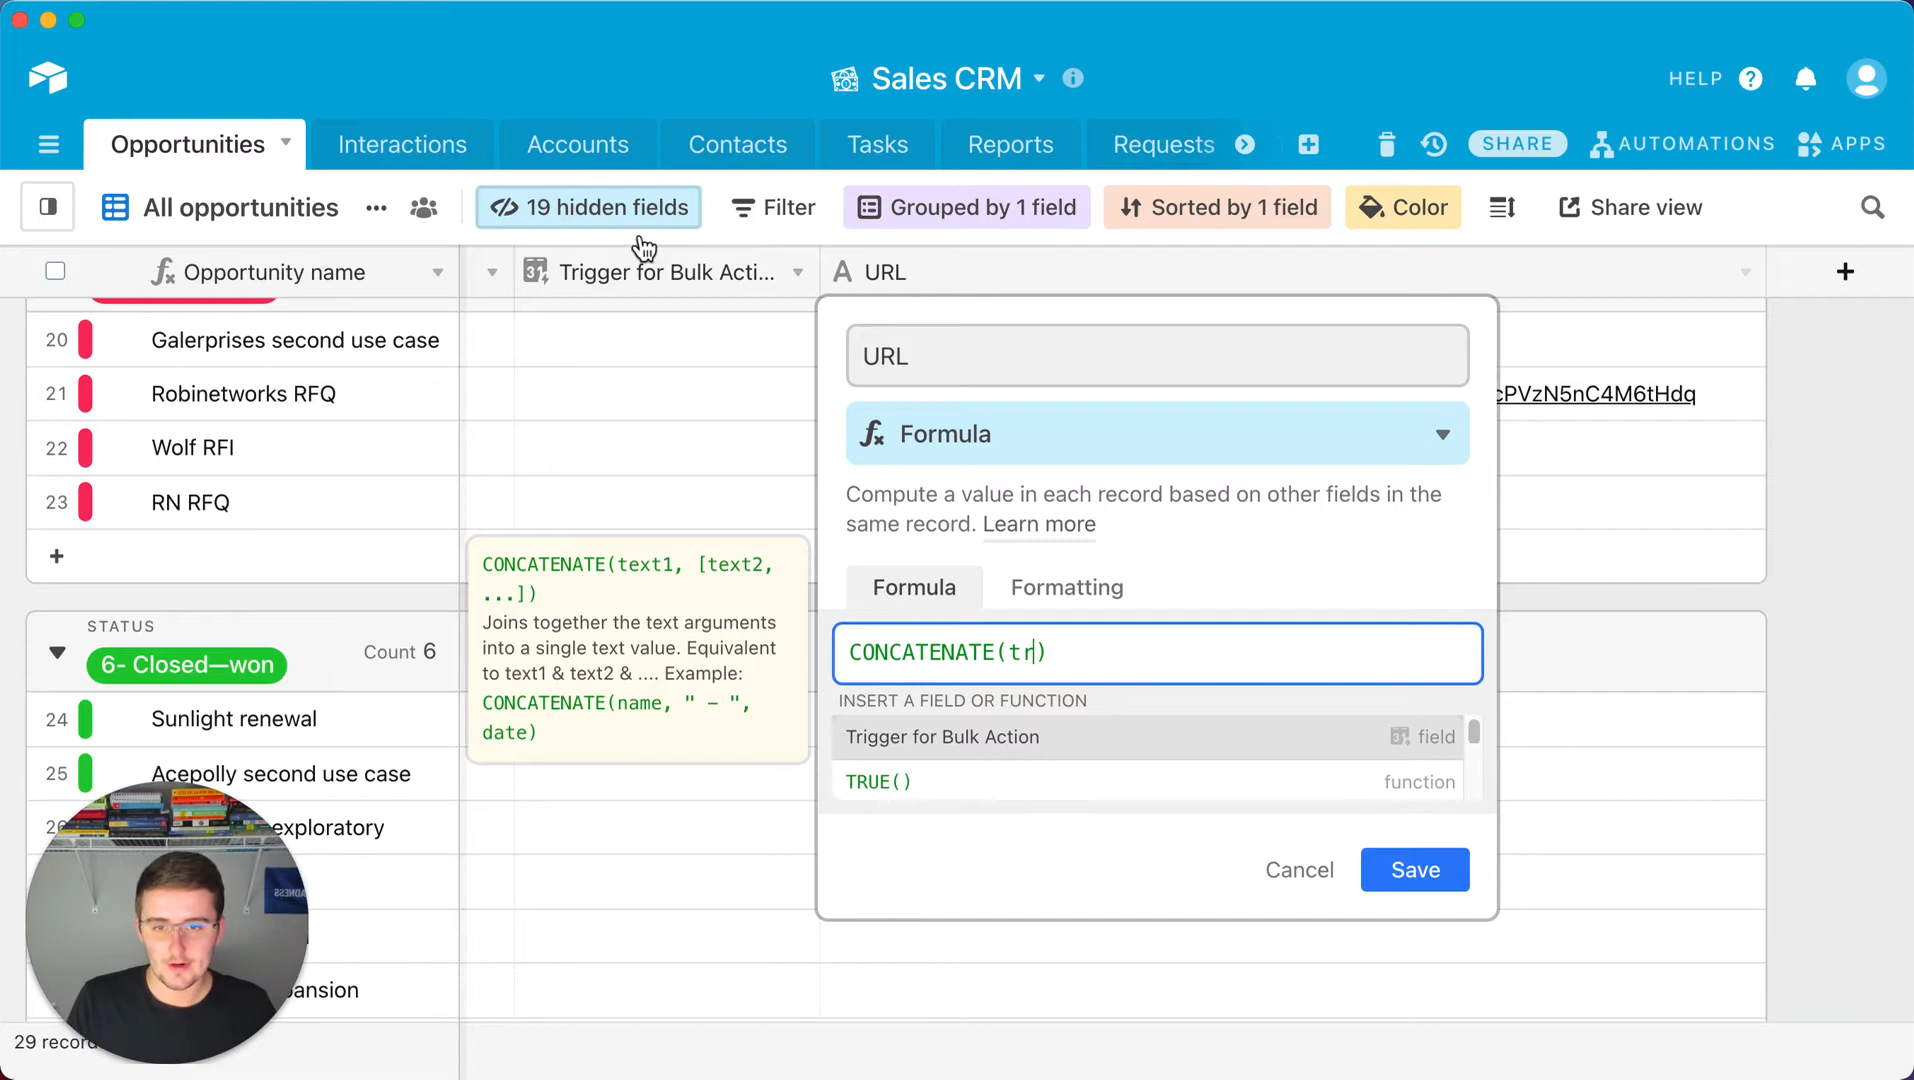 Sales CRM
HELP
Opportunities
Interactions
Accounts
Contacts
Tasks
Reports
Requests
SHARE
AUTOMATIONS
APPS
All opportunities
19 hidden fields
Filter
Grouped by 1 field
Sorted by 1 field
Color
Share view
Opportunity name
31
Trigger for Bulk Acti...
A URL
20 Galerprises second use case
21 Robinetworks RFQ
cPVzN5nC4M6tHdq
22 Wolf RFI
23 RN RFQ
URL
Formula
Compute a value in each record based on other fields in the
same record. Learn more
Formula
Formatting
CONCATENATE(tr)
INSERT A FIELD OR FUNCTION
Trigger for Bulk Action
field
TRUE()
function
Cancel
Save
CONCATENATE(text1, [text2,
...])
Joins together the text arguments
into a single text value. Equivalent
to text1 & text2 & .... Example:
CONCATENATE(name, " - ",
date)
STATUS
6- Closed—won
Count 6
24 Sunlight renewal
25 Acepolly second use case
exploratory
pansion
29 record